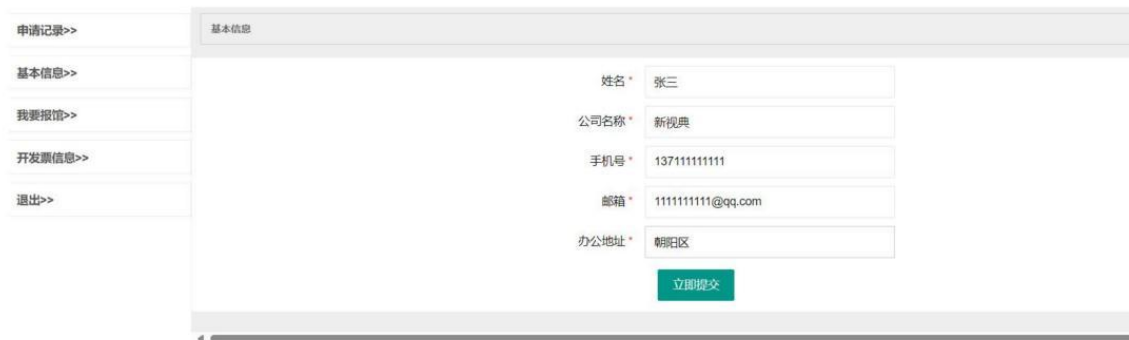 申请记录>>
基本信息>>
我要报馆>>
开发票信息>>
退出>>
基本信息
姓名 * 张三
公司名称 * 新视典
手机号 * 137111111111
邮箱 * 1111111111@qq.com
办公地址 * 朝阳区
立即提交